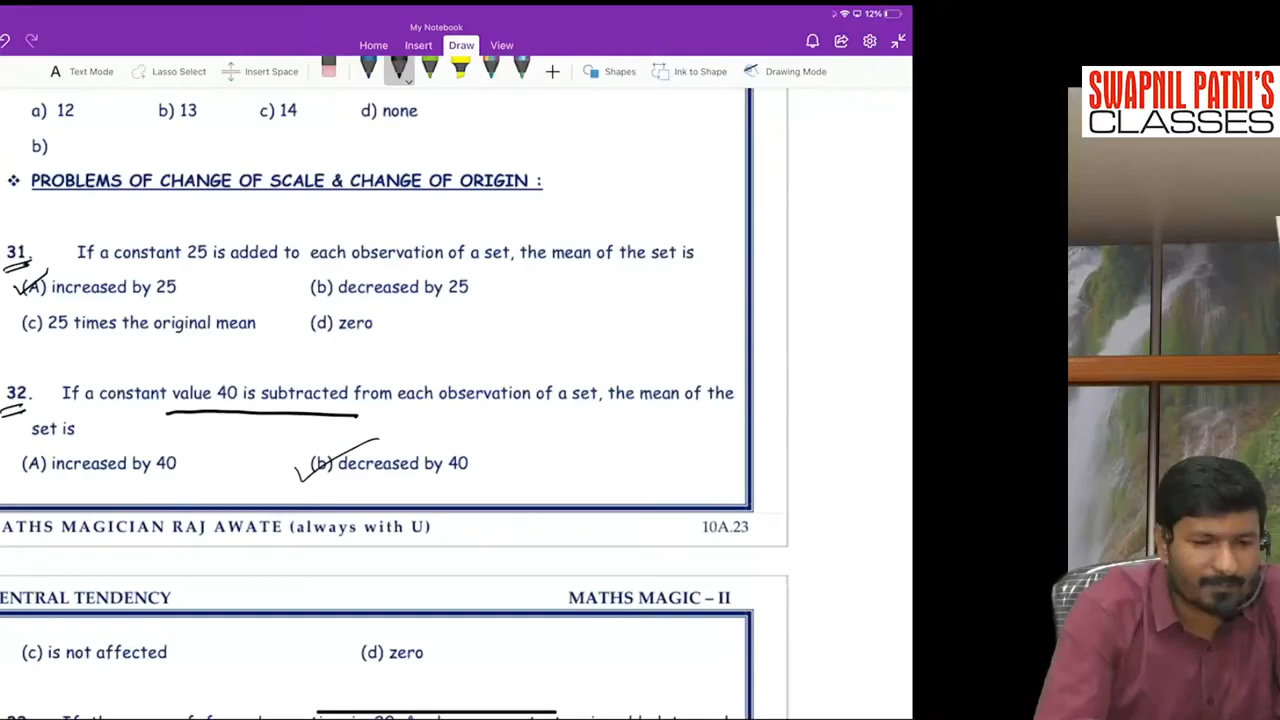 12%
My Notebook
Home Insert Draw View
Text Mode Lasso Select Insert Space Shapes Ink to Shape Drawing Mode
SWAPNIL PATNI'S
CLASSES
a) 12 b) 13 c) 14 d) none
b)
❖ PROBLEMS OF CHANGE OF SCALE & CHANGE OF ORIGIN :
31. If a constant 25 is added to each observation of a set, the mean of the set is
(A) increased by 25 (b) decreased by 25
(c) 25 times the original mean (d) zero
32. If a constant value 40 is subtracted from each observation of a set, the mean of the
set is
(A) increased by 40 (b) decreased by 40
ATHS MAGICIAN RAJ AWATE (always with U) 10A.23
ENTRAL TENDENCY MATHS MAGIC – II
(c) is not affected (d) zero